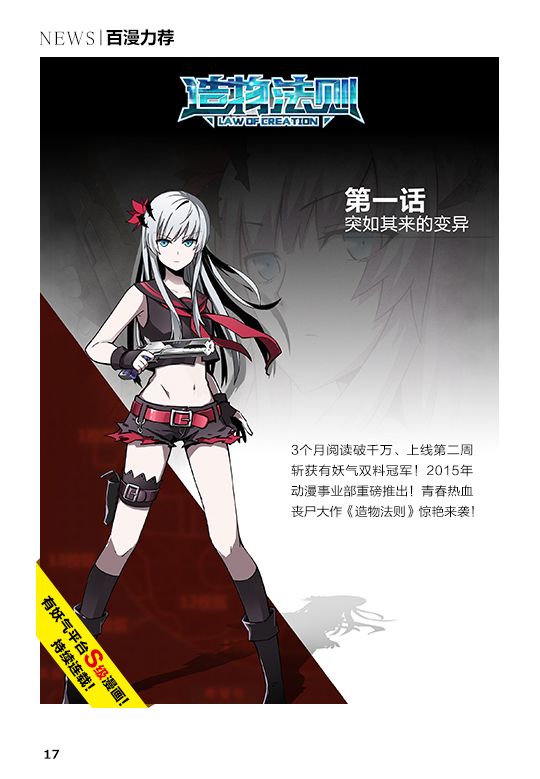 NEWS|百漫力荐
造物法则
LAW OF CREATION
第一话
突如其来的变异
3个月阅读破千万、上线第二周
斩获有妖气双料冠军！2015年
动漫事业部重磅推出！青春热血
丧尸大作《造物法则》惊艳来袭！
有妖气平台S级漫画！
持续连载！
17